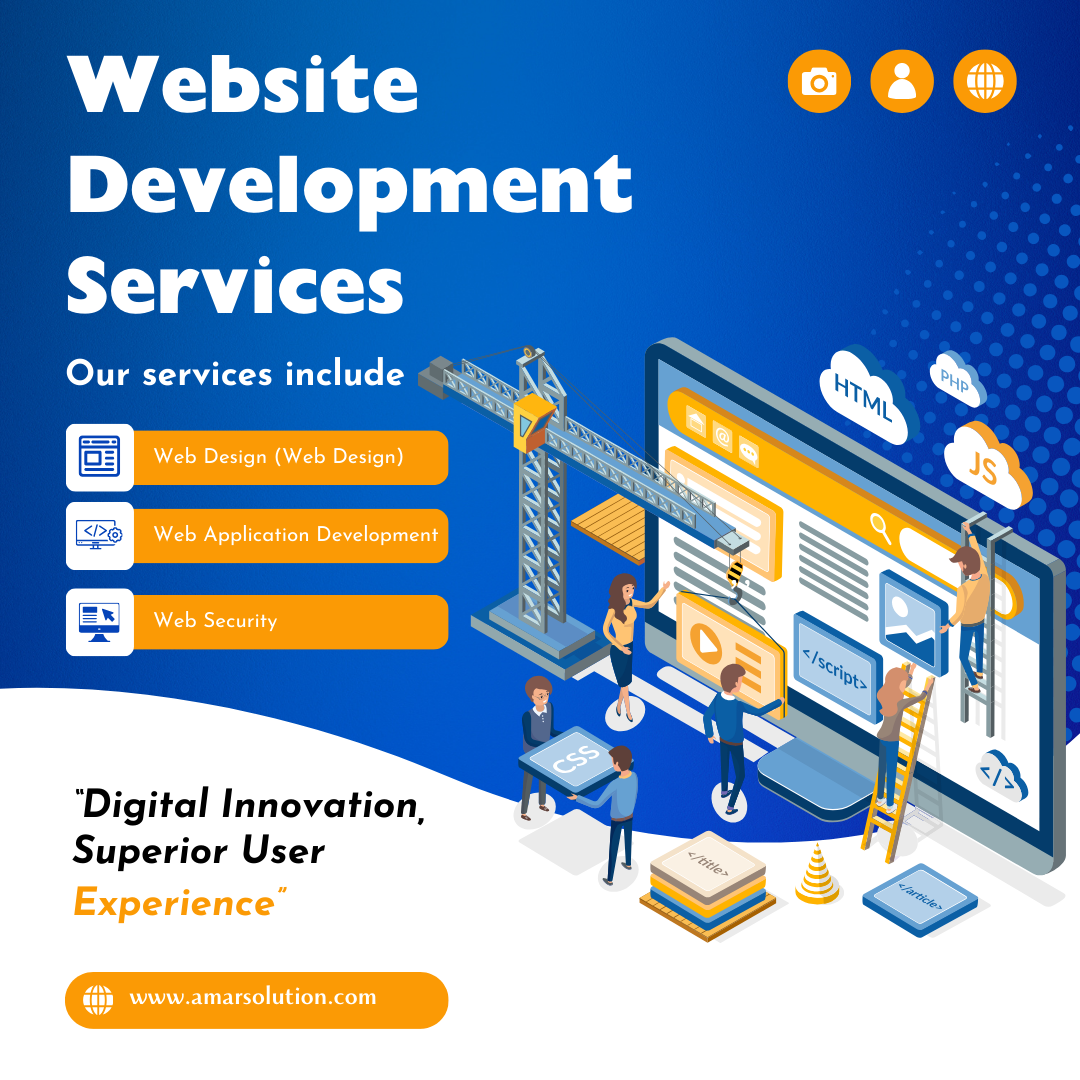 Website
Development
Services
Our services include
Web Design (Web Design)
Web Application Development
Web Security
HTML
PHP
JS
@
</script>
</>
CSS
</title>
</article>
"Digital Innovation,
Superior User
Experience"
www.amarsolution.com